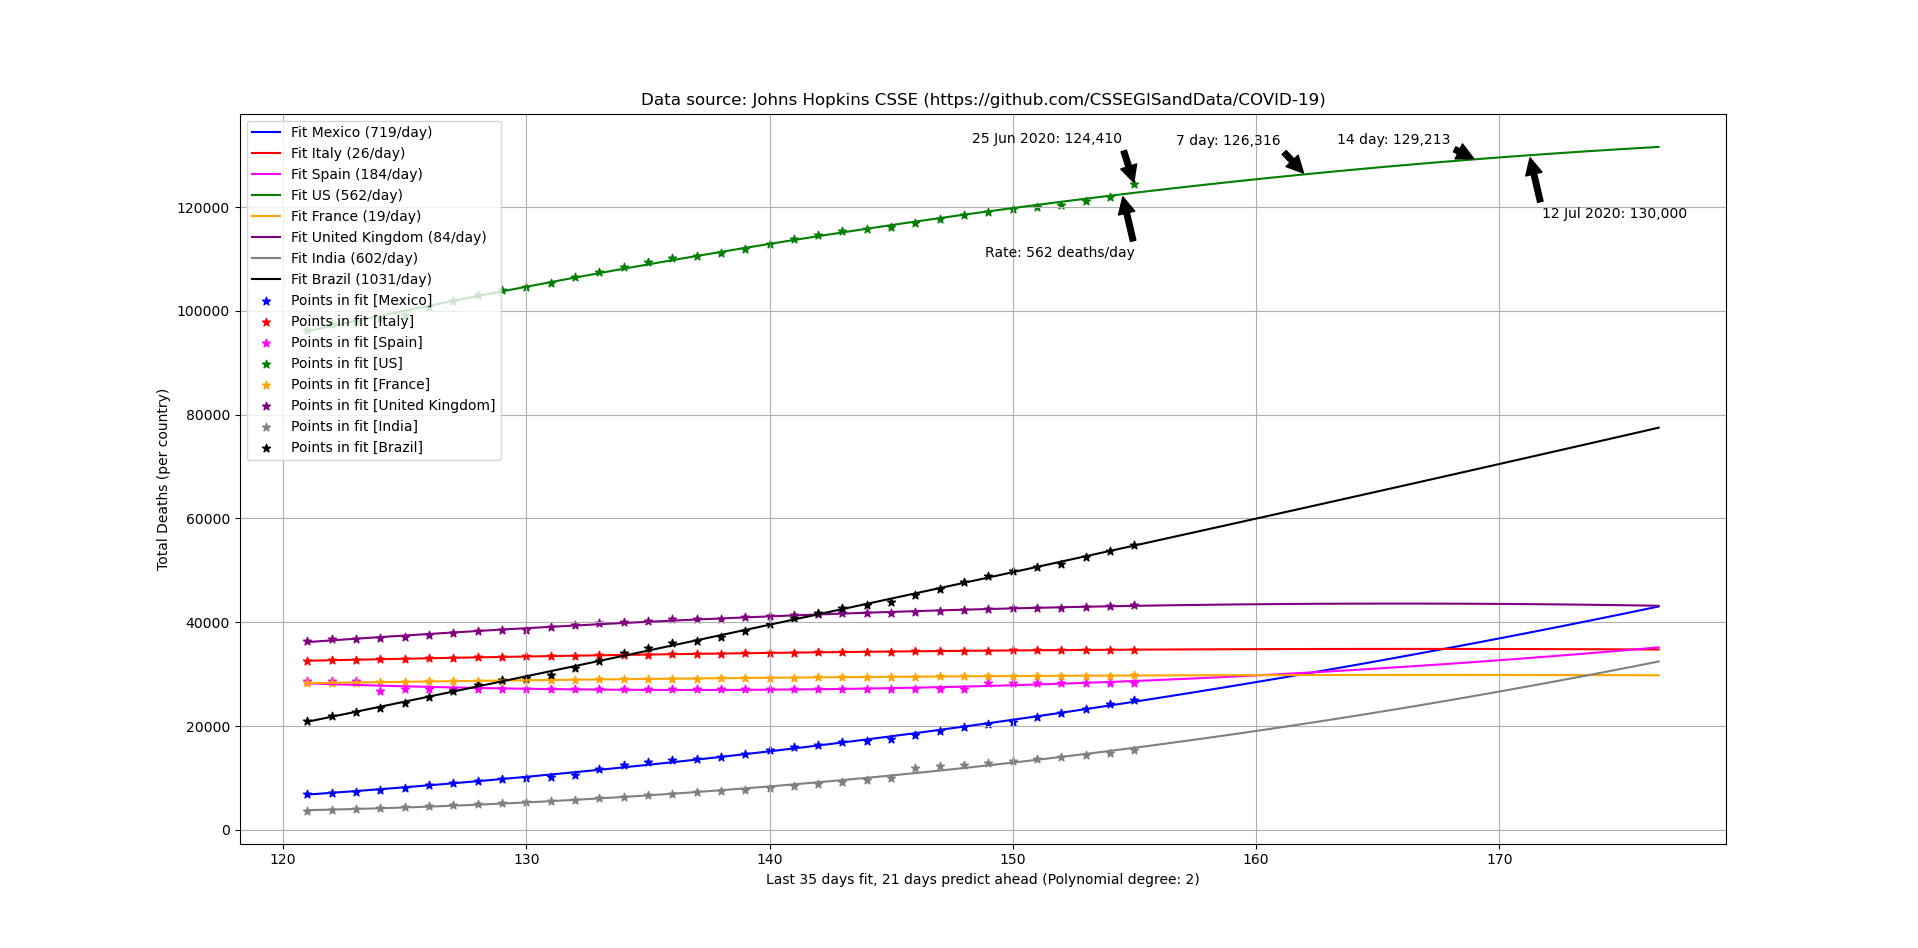 Data source: Johns Hopkins CSSE (https://github.com/CSSEGISandData/COVID-19)
Fit Mexico (719/day)
Fit Italy (26/day)
Fit Spain (184/day)
Fit US (562/day)
Fit France (19/day)
Fit United Kingdom (84/day)
Fit India (602/day)
Fit Brazil (1031/day)
Points in fit [Mexico]
Points in fit [Italy]
Points in fit [Spain]
Points in fit [US]
Points in fit [France]
Points in fit [United Kingdom]
Points in fit [India]
Points in fit [Brazil]
25 Jun 2020: 124,410
7 day: 126,316
14 day: 129,213
12 Jul 2020: 130,000
Rate: 562 deaths/day
Total Deaths (per country)
120000
100000
80000
60000
40000
20000
0
120 130 140 150 160 170
Last 35 days fit, 21 days predict ahead (Polynomial degree: 2)